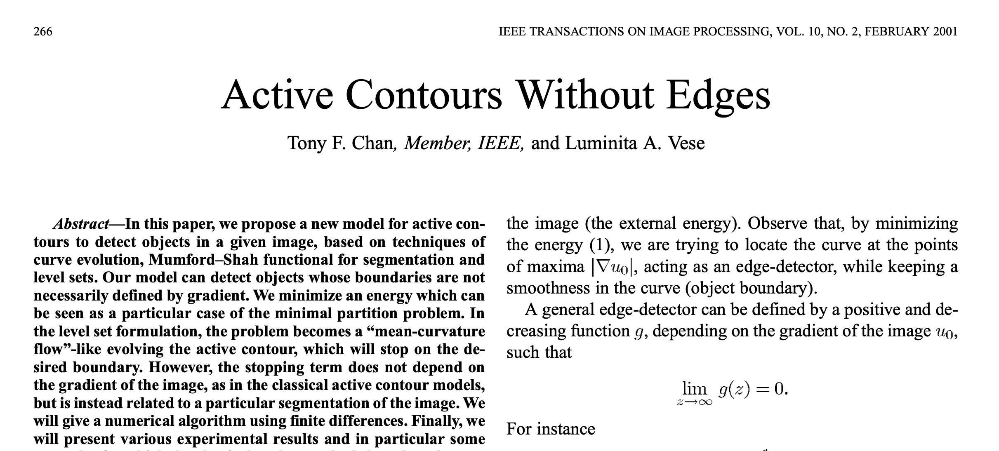 266
IEEE TRANSACTIONS ON IMAGE PROCESSING, VOL. 10, NO. 2, FEBRUARY 2001
Active Contours Without Edges
Tony F. Chan, Member, IEEE, and Luminita A. Vese
Abstract—In this paper, we propose a new model for active con-
tours to detect objects in a given image, based on techniques of
curve evolution, Mumford–Shah functional for segmentation and
level sets. Our model can detect objects whose boundaries are not
necessarily defined by gradient. We minimize an energy which can
be seen as a particular case of the minimal partition problem. In
the level set formulation, the problem becomes a “mean-curvature
flow”-like evolving the active contour, which will stop on the de-
sired boundary. However, the stopping term does not depend on
the gradient of the image, as in the classical active contour models,
but is instead related to a particular segmentation of the image. We
will give a numerical algorithm using finite differences. Finally, we
will present various experimental results and in particular some
the image (the external energy). Observe that, by minimizing
the energy (1), we are trying to locate the curve at the points
of maxima |∇u₀|, acting as an edge-detector, while keeping a
smoothness in the curve (object boundary).
A general edge-detector can be defined by a positive and de-
creasing function g, depending on the gradient of the image u₀,
such that
lim g(z) = 0.
z→∞
For instance